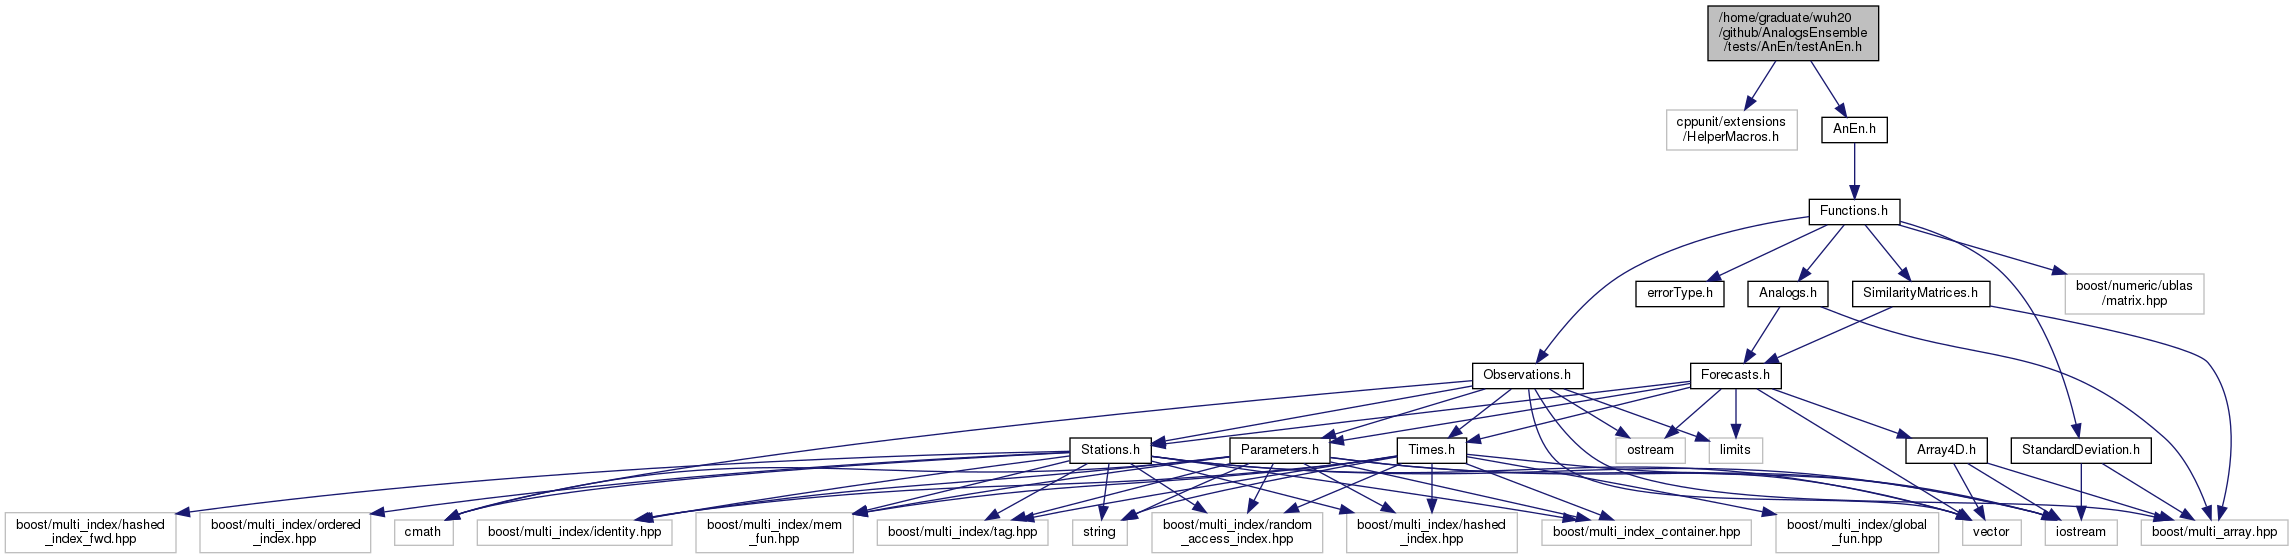 /home/graduate/wuh20
/github/AnalogsEnsemble
/tests/AnEn/testAnEn.h
cppunit/extensions
/HelperMacros.h
AnEn.h
Functions.h
errorType.h
Analogs.h
SimilarityMatrices.h
boost/numeric/ublas
/matrix.hpp
Observations.h
Forecasts.h
Stations.h
Parameters.h
Times.h
ostream
limits
Array4D.h
StandardDeviation.h
boost/multi_index/hashed
_index_fwd.hpp
boost/multi_index/ordered
_index.hpp
cmath
boost/multi_index/identity.hpp
boost/multi_index/mem
_fun.hpp
boost/multi_index/tag.hpp
string
boost/multi_index/random
_access_index.hpp
boost/multi_index/hashed
_index.hpp
boost/multi_index_container.hpp
boost/multi_index/global
_fun.hpp
vector
iostream
boost/multi_array.hpp